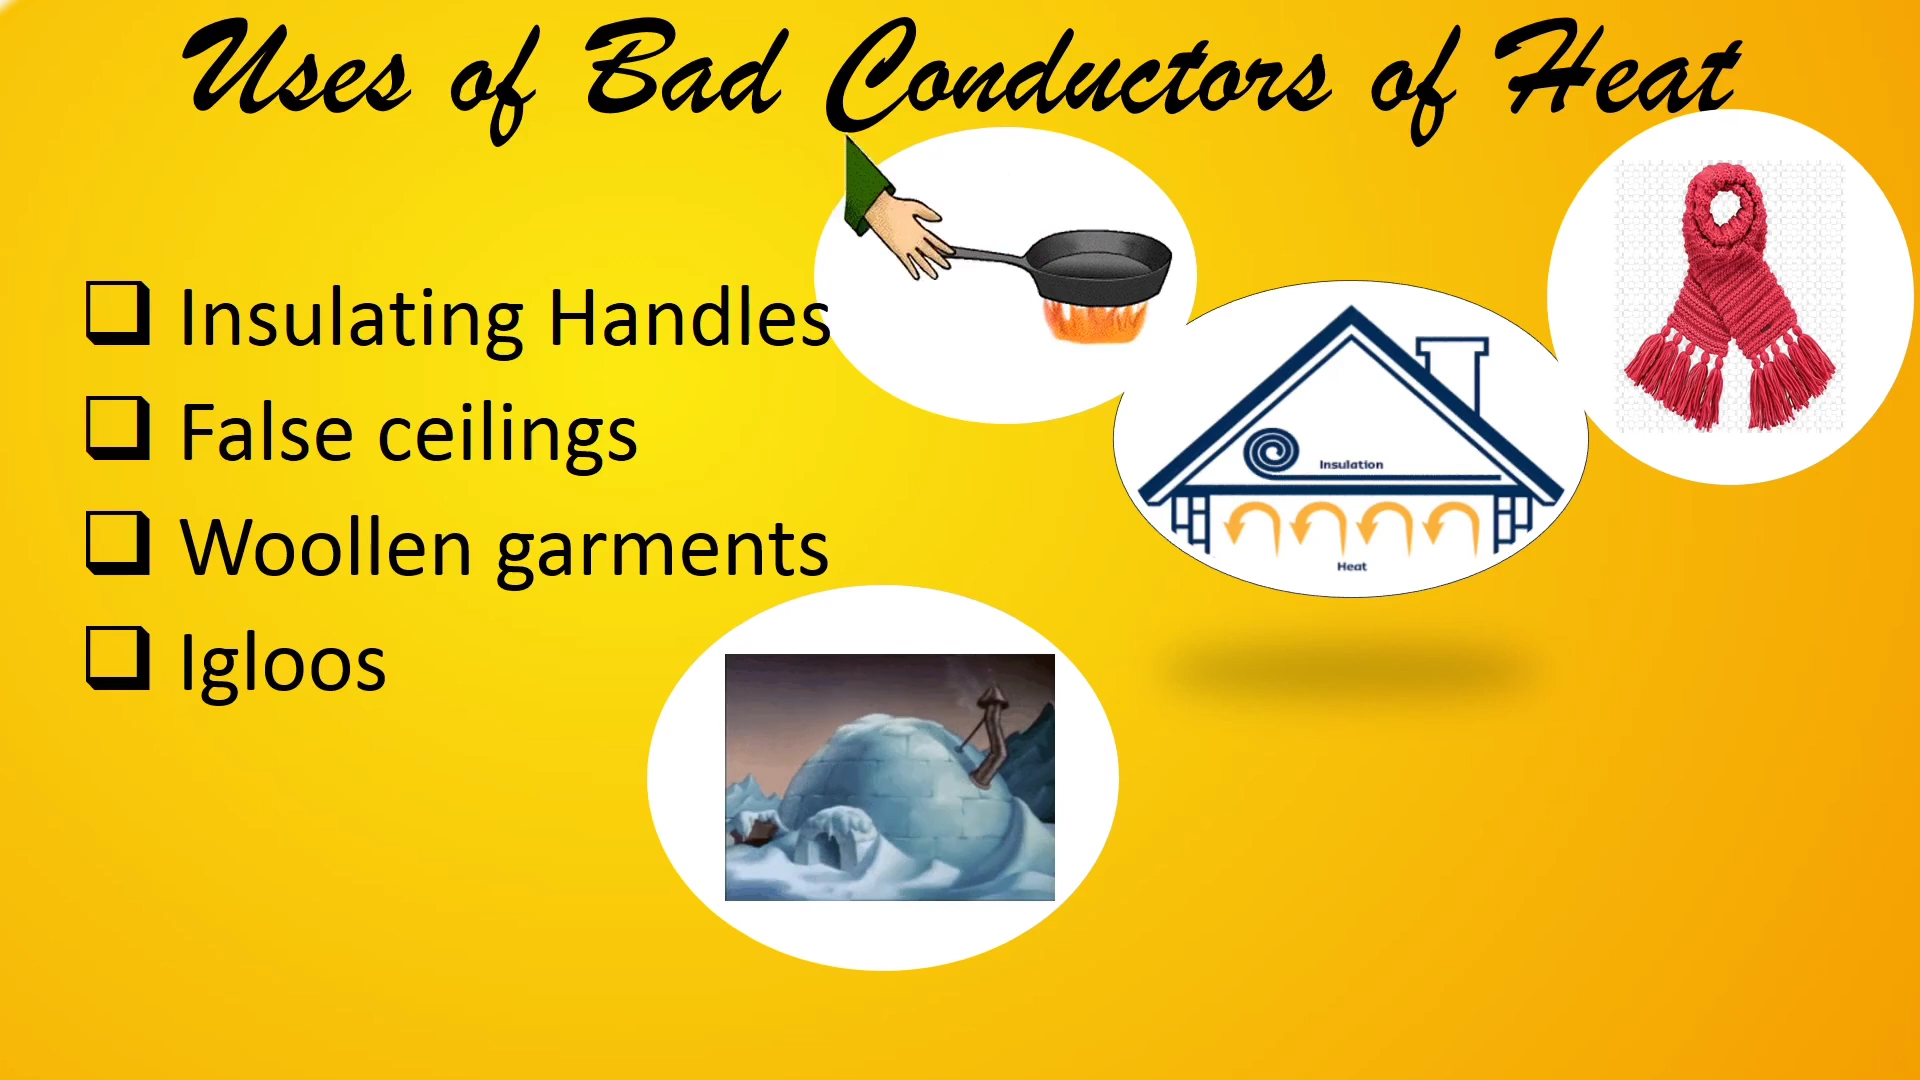 Uses of Bad Conductors of Heat
Insulating Handles
False ceilings
Woollen garments
Igloos
Insulation
Heat